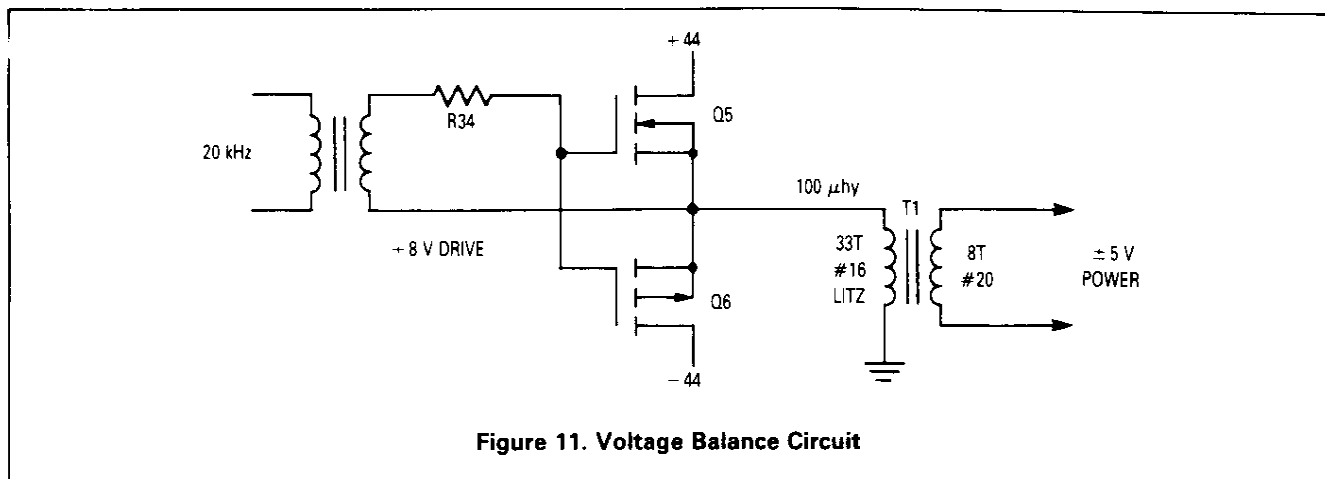 + 44
Q5
R34
20 kHz
100 μhy
T1
+ 8 V DRIVE
33T
#16
LITZ
8T
#20
± 5 V
POWER
Q6
– 44
Figure 11. Voltage Balance Circuit